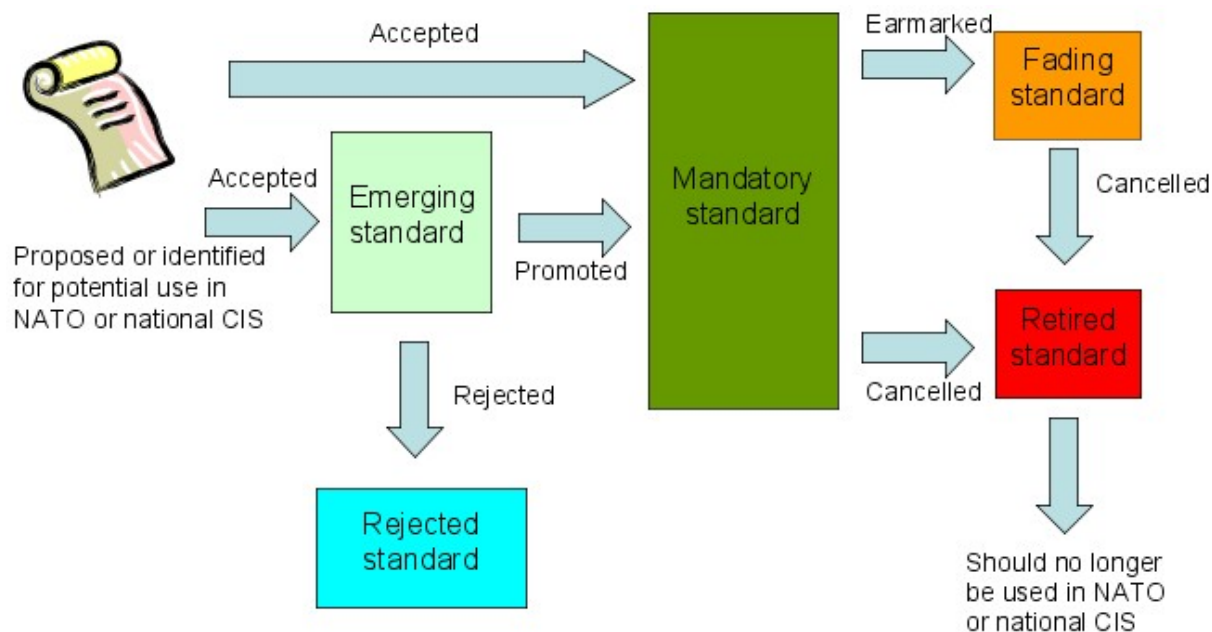 Accepted
Earmarked
Fading
standard
Accepted
Emerging
standard
Mandatory
standard
Cancelled
Proposed or identified
for potential use in
NATO or national CIS
Promoted
Retired
standard
Rejected
Cancelled
Rejected
standard
Should no longer
be used in NATO
or national CIS